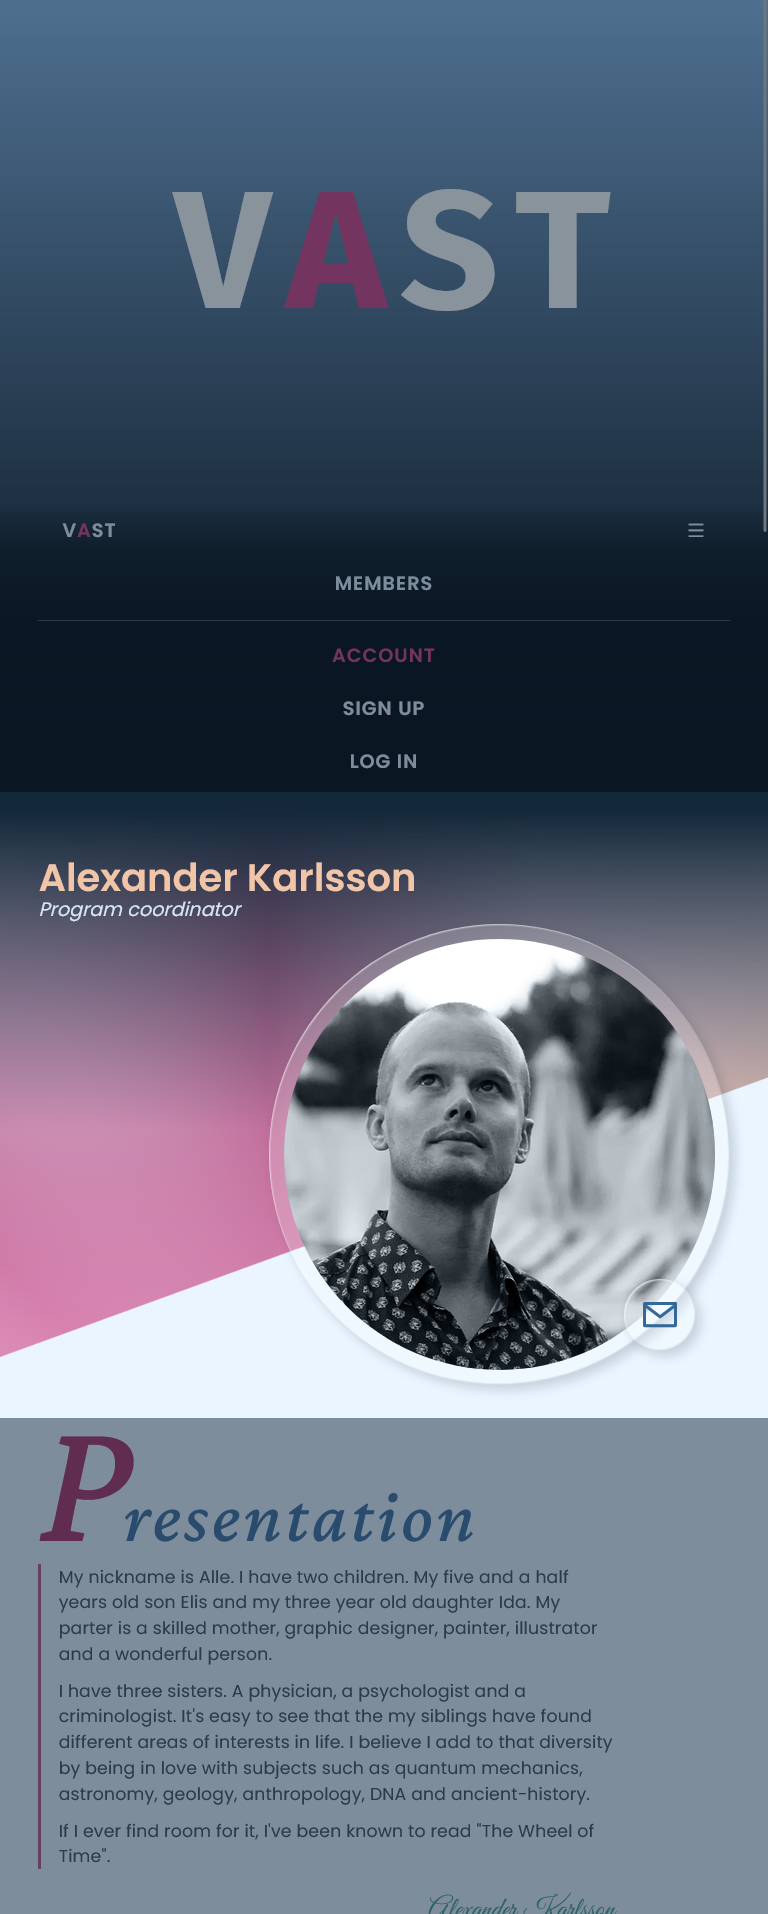 VAST
VAST
MEMBERS
ACCOUNT
SIGN UP
LOG IN
Alexander Karlsson
Program coordinator
Presentation
My nickname is Alle. I have two children. My five and a half
years old son Elis and my three year old daughter Ida. My
parter is a skilled mother, graphic designer, painter, illustrator
and a wonderful person.
I have three sisters. A physician, a psychologist and a
criminologist. It's easy to see that the my siblings have found
different areas of interests in life. I believe I add to that diversity
by being in love with subjects such as quantum mechanics,
astronomy, geology, anthropology, DNA and ancient-history.
If I ever find room for it, I've been known to read "The Wheel of
Time".
Alexander Karlsson